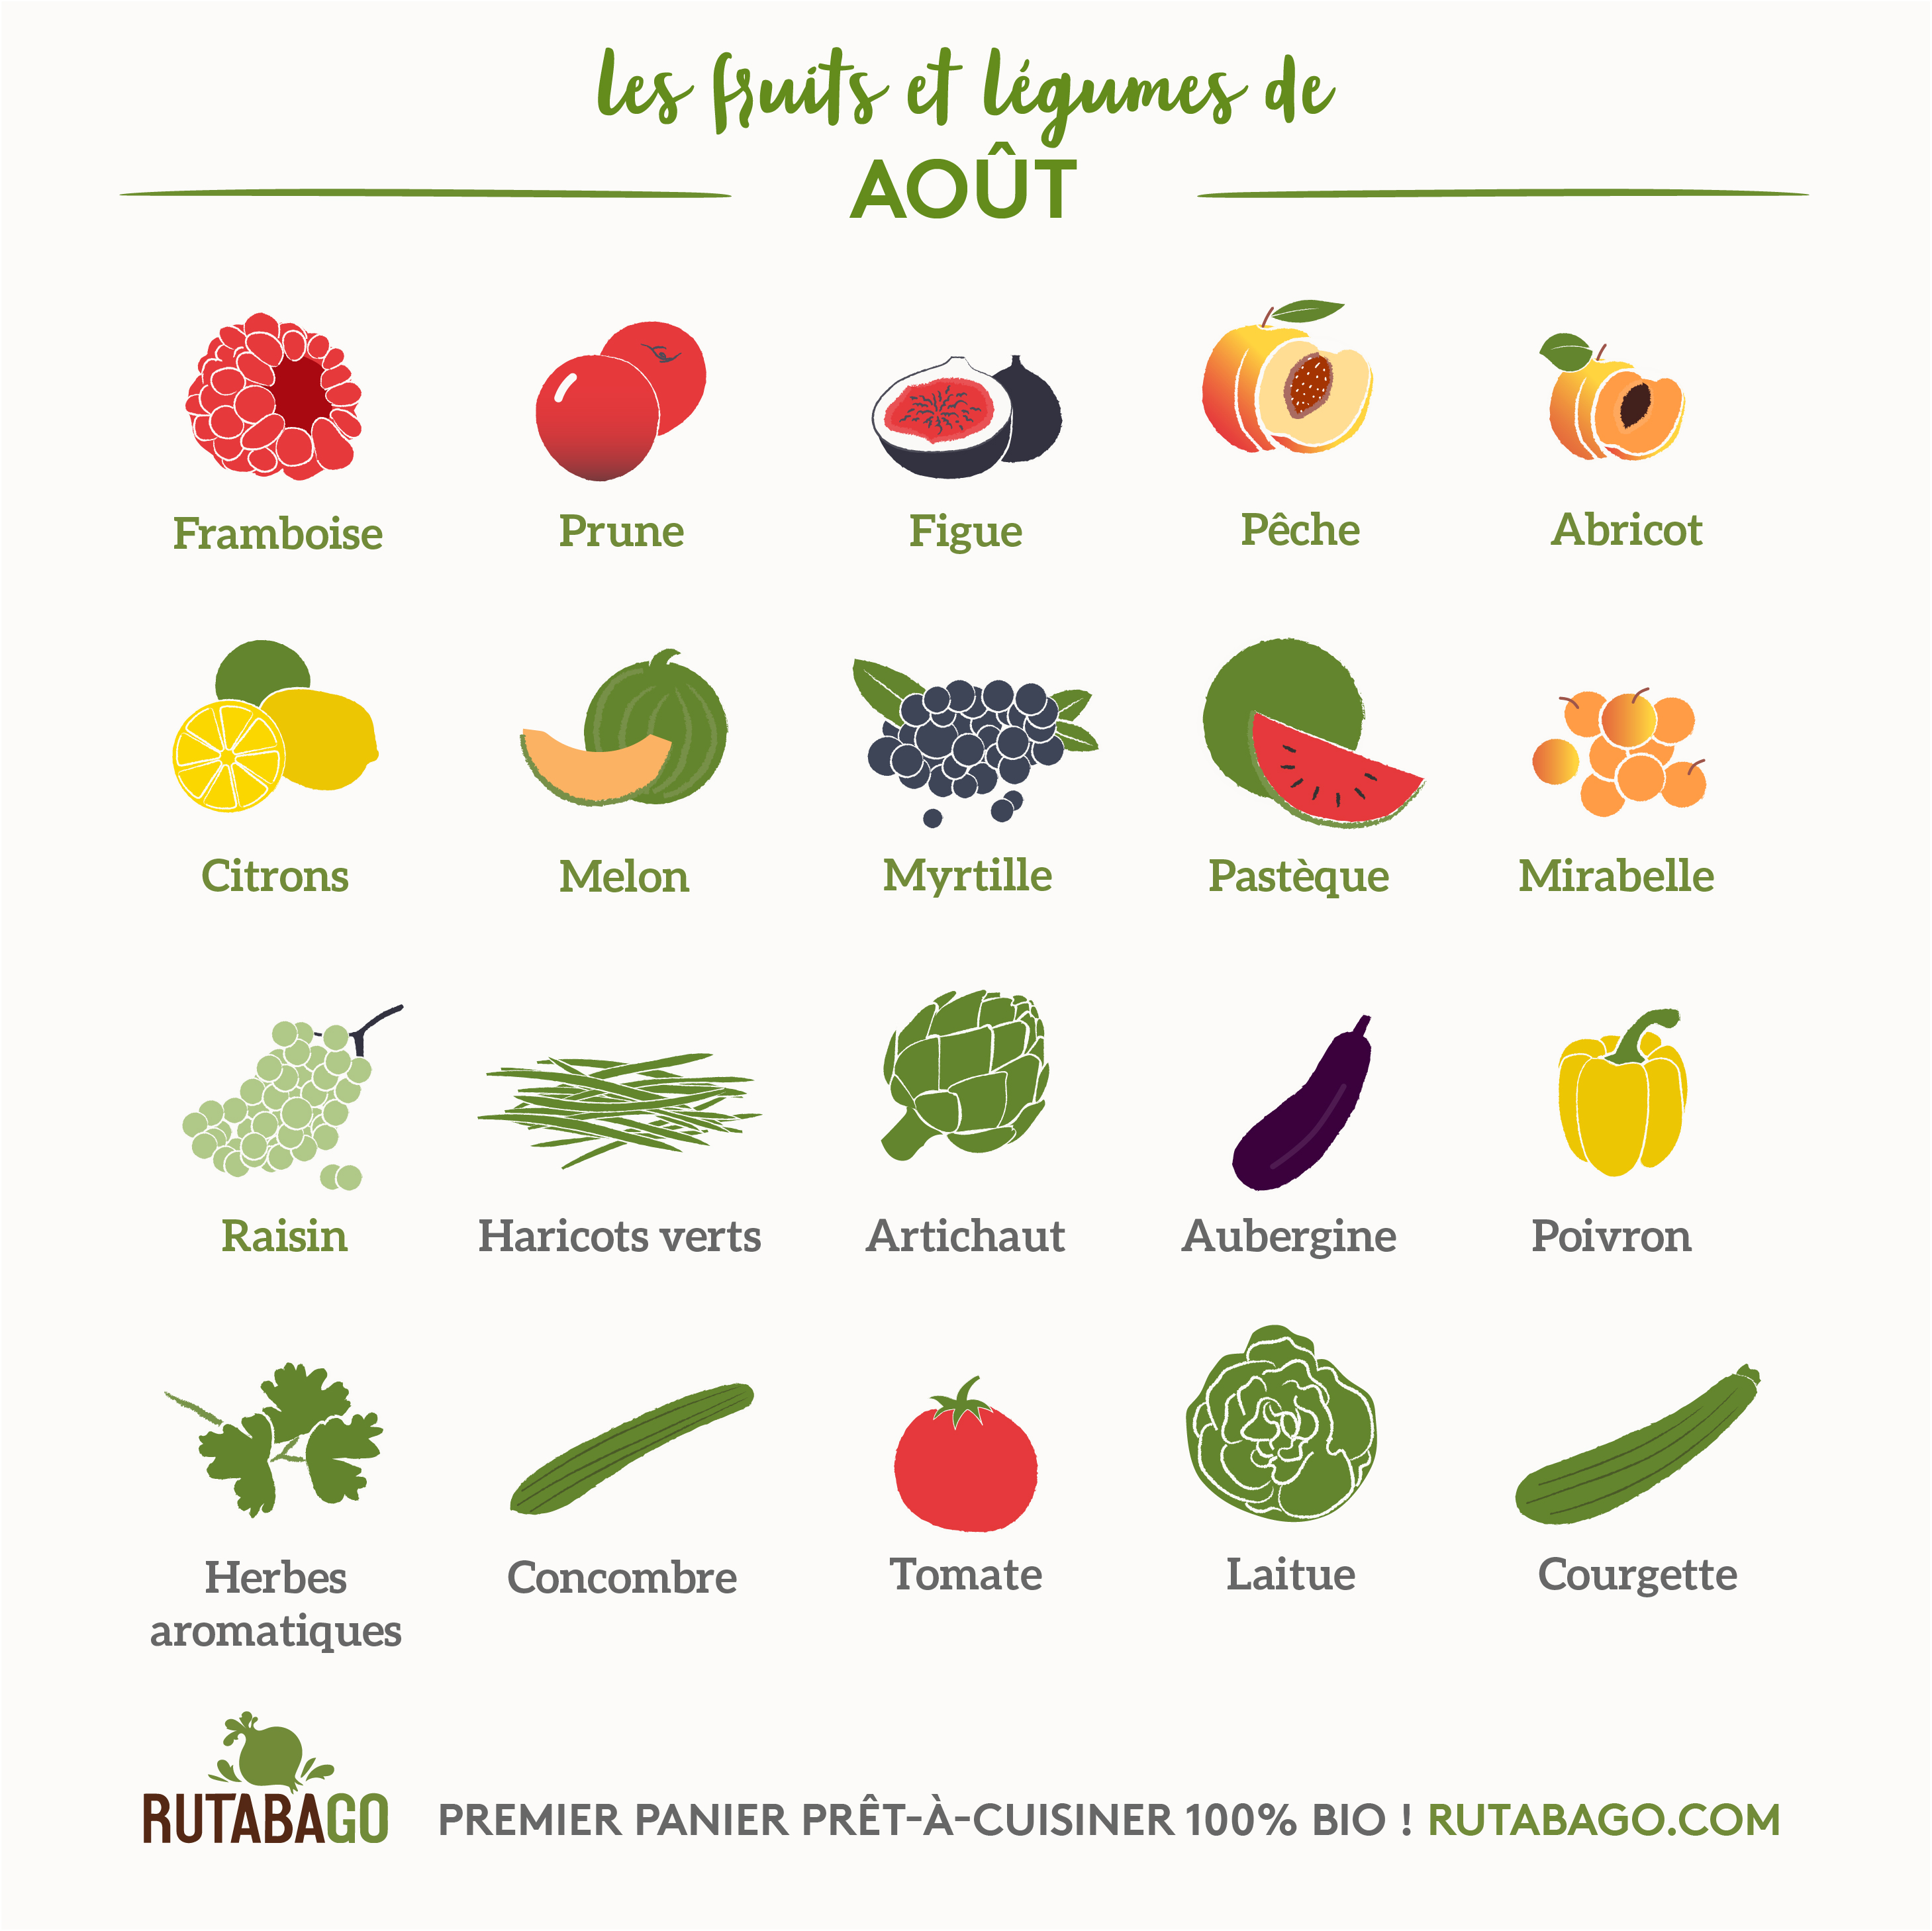 les fruits et légumes de
AOÛT
Framboise
Prune
Figue
Pêche
Abricot
Citrons
Melon
Myrtille
Pastèque
Mirabelle
Raisin
Haricots verts
Artichaut
Aubergine
Poivron
Herbes
aromatiques
Concombre
Tomate
Laitue
Courgette
RUTABAGO
PREMIER PANIER PRÊT-À-CUISINER 100% BIO ! RUTABAGO.COM